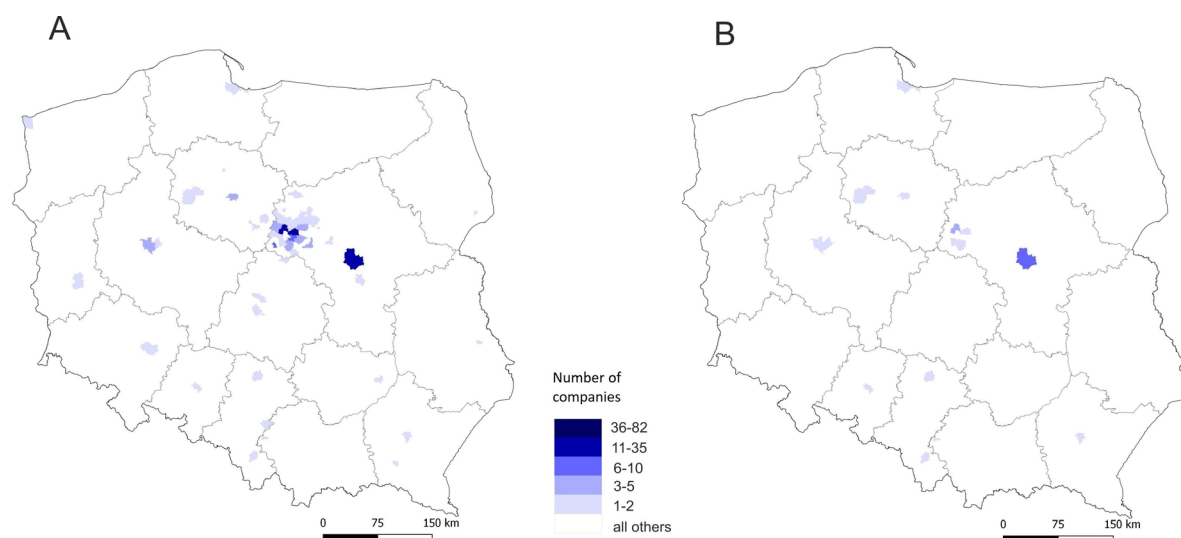 A
B
Number of
companies
36-82
11-35
6-10
3-5
1-2
all others
0 75 150 km
0 75 150 km